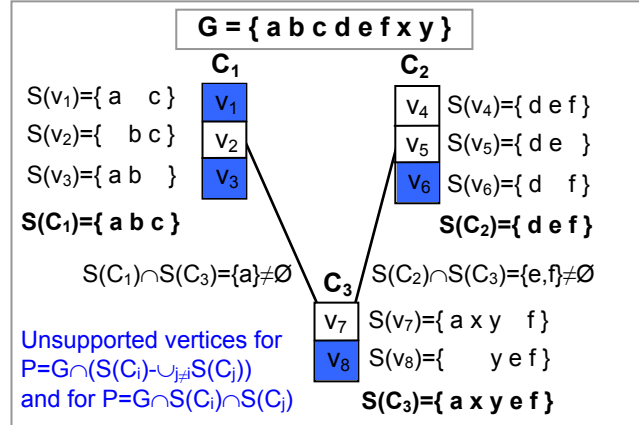 G = { a b c d e f x y }
C₁ C₂
S(v₁)={ a c } v₁ v₄ S(v₄)={ d e f }
S(v₂)={ b c } v₂ v₅ S(v₅)={ d e }
S(v₃)={ a b } v₃ v₆ S(v₆)={ d f }
S(C₁)={ a b c } S(C₂)={ d e f }
S(C₁)∩S(C₃)={a}≠Ø C₃ S(C₂)∩S(C₃)={e,f}≠Ø
v₇ S(v₇)={ a x y f }
v₈ S(v₈)={ y e f }
S(C₃)={ a x y e f }
Unsupported vertices for
P=G∩(S(Cᵢ)-∪ⱼ≠ᵢS(Cⱼ))
and for P=G∩S(Cᵢ)∩S(Cⱼ)